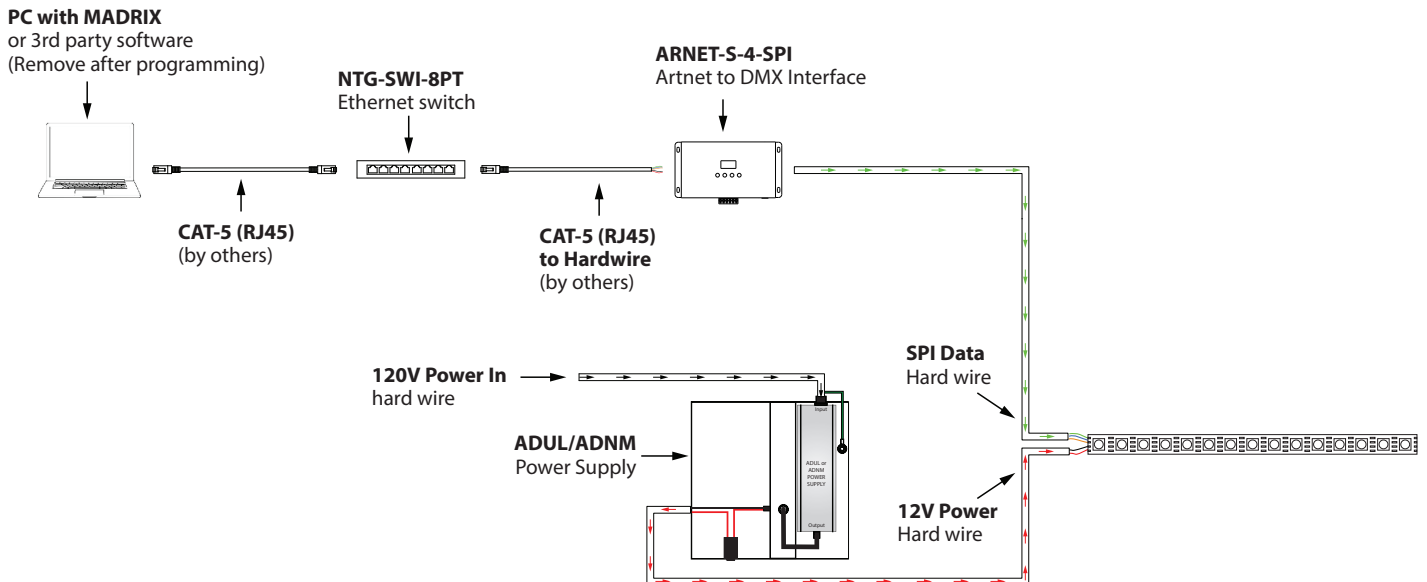 PC with MADRIX
or 3rd party software
(Remove after programming)
NTG-SWI-8PT
Ethernet switch
ARNET-S-4-SPI
Artnet to DMX Interface
CAT-5 (RJ45)
(by others)
CAT-5 (RJ45)
to Hardwire
(by others)
120V Power In
hard wire
SPI Data
Hard wire
ADUL/ADNM
Power Supply
Input
ADUL or
ADNM
POWER
SUPPLY
Output
12V Power
Hard wire